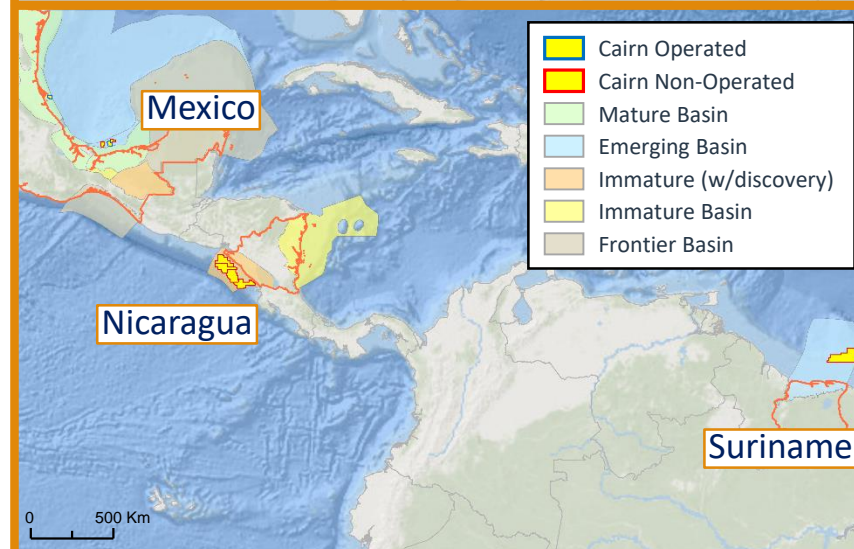 Cairn Operated
Cairn Non-Operated
Mature Basin
Emerging Basin
Immature (w/discovery)
Immature Basin
Frontier Basin
Mexico
Nicaragua
Suriname
0 500 Km